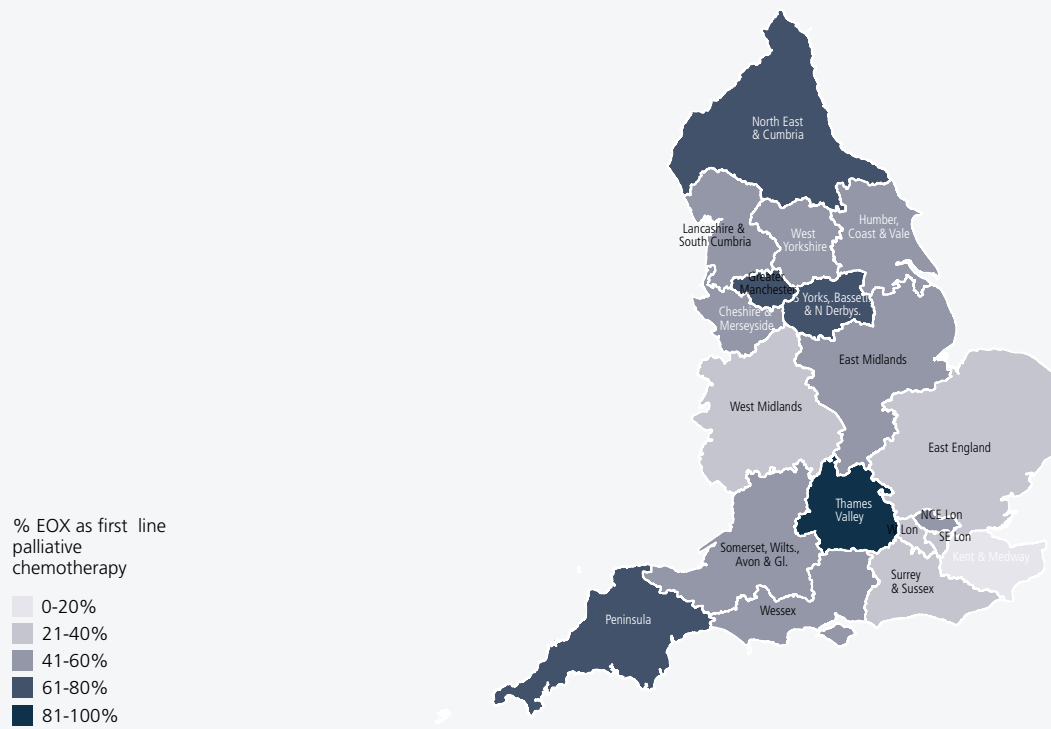 North East
& Cumbria
Lancashire &
South Cumbria
West
Yorkshire
Humber,
Coast & Vale
Greater
Manchester
S Yorks,.Bassetl
& N Derbys.
Cheshire &
Merseyside
East Midlands
West Midlands
East England
Thames
Valley
NCE Lon
W Lon
SE Lon
Kent & Medway
Somerset, Wilts.,
Avon & Gl.
Surrey
& Sussex
Wessex
Peninsula
% EOX as first line
palliative
chemotherapy
0-20%
21-40%
41-60%
61-80%
81-100%